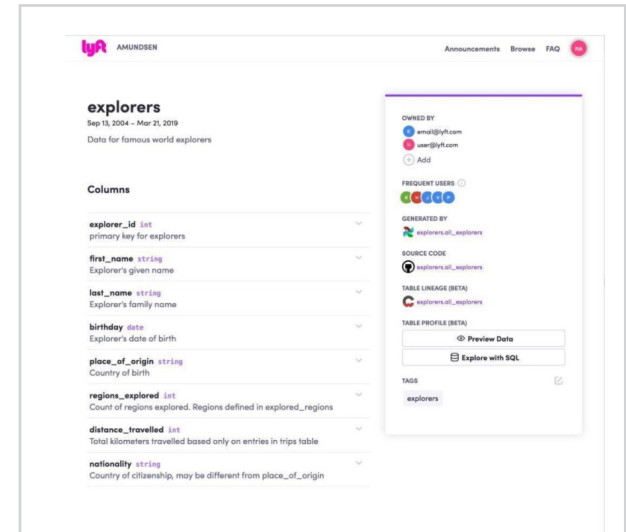 lyft AMUNDSEN
Announcements Browse FAQ
explorers
Sep 13, 2004 – Mar 21, 2019
Data for famous world explorers
Columns
explorer_id int
primary key for explorers
first_name string
Explorer's given name
last_name string
Explorer's family name
birthday date
Explorer's date of birth
place_of_origin string
Country of birth
regions_explored int
Count of regions explored. Regions defined in explored_regions
distance_travelled int
Total kilometers travelled based only on entries in trips table
nationality string
Country of citizenship, may be different from place_of_origin
OWNED BY
email@lyft.com
user@lyft.com
Add
FREQUENT USERS
GENERATED BY
explorers.all_explorers
SOURCE CODE
explorers.all_explorers
TABLE LINEAGE (BETA)
explorers.all_explorers
TABLE PROFILE (BETA)
Preview Data
Explore with SQL
TAGS
explorers